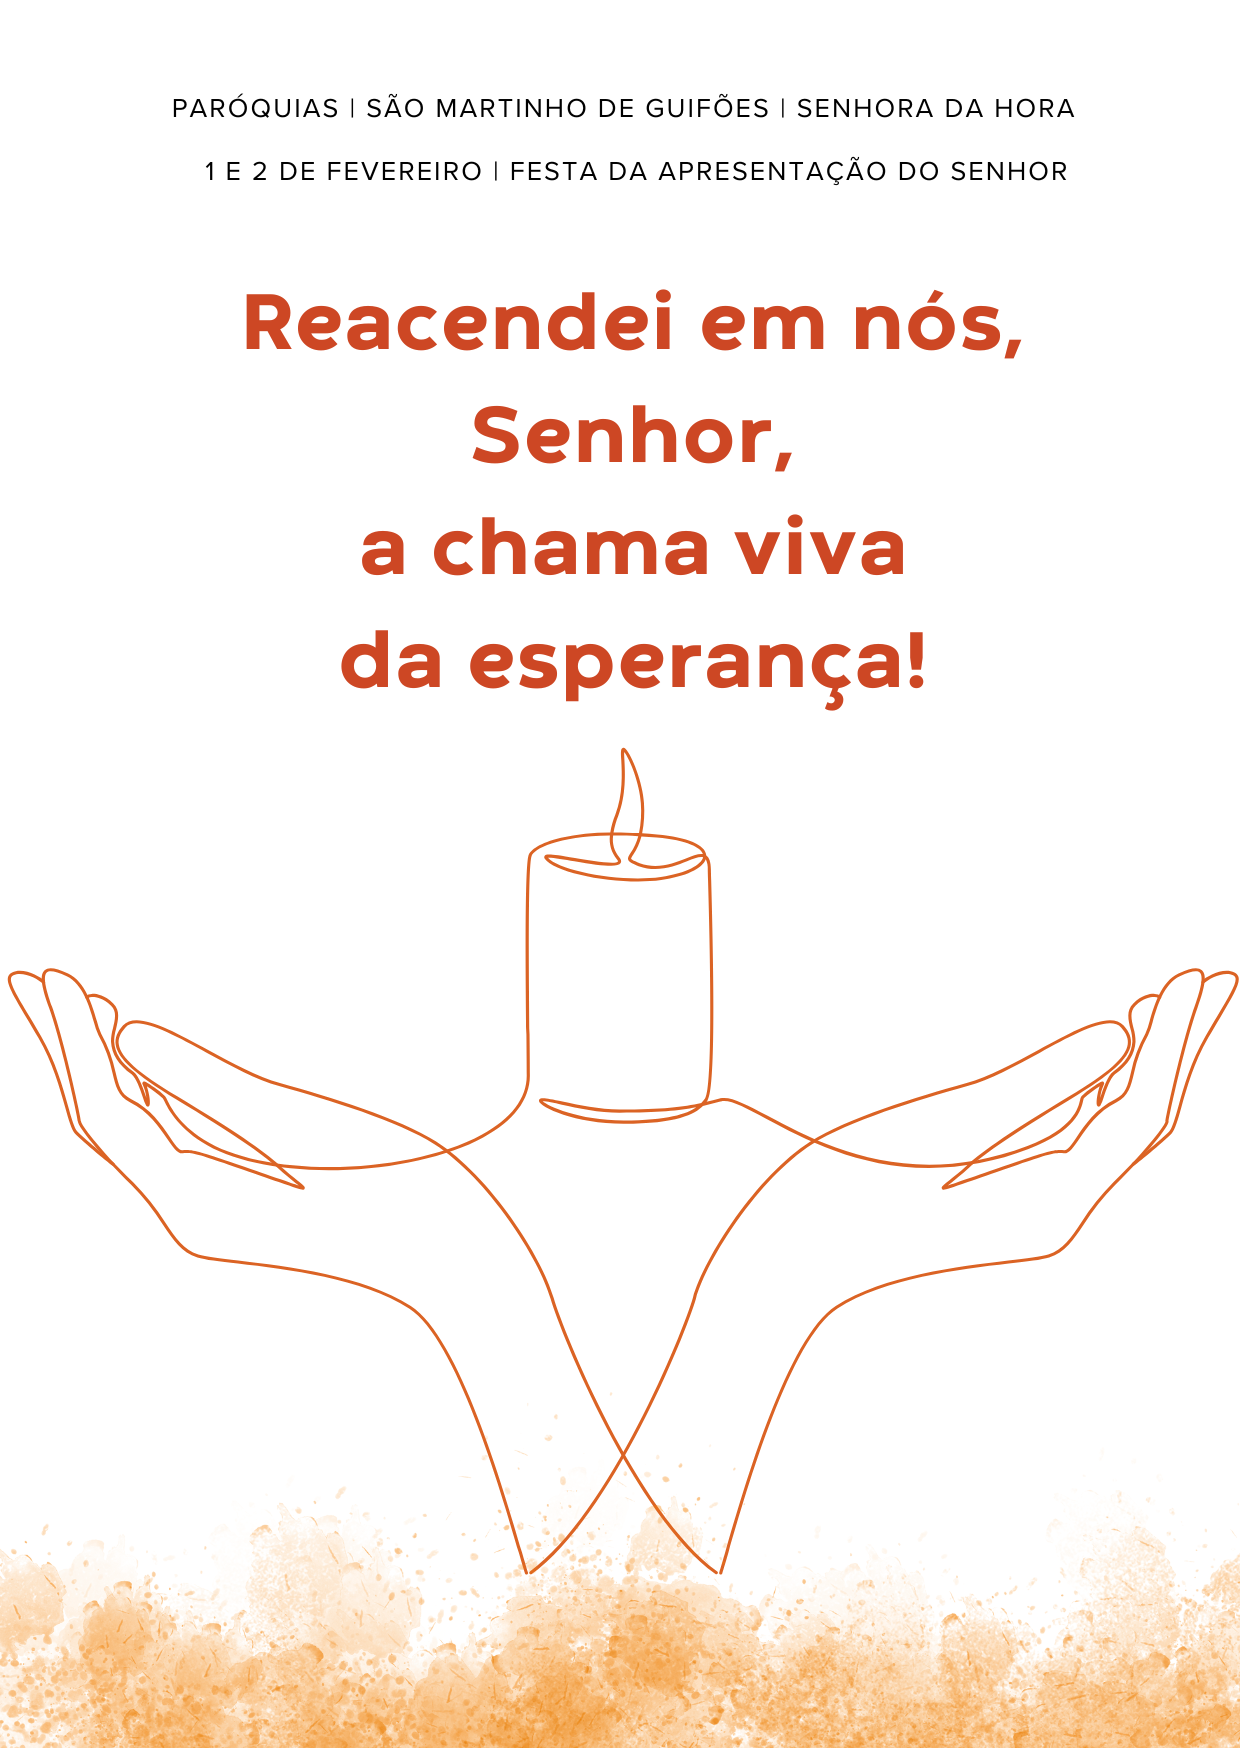 PARÓQUIAS | SÃO MARTINHO DE GUIFÕES | SENHORA DA HORA
1 E 2 DE FEVEREIRO | FESTA DA APRESENTAÇÃO DO SENHOR
Reacendei em nós,
Senhor,
a chama viva
da esperança!